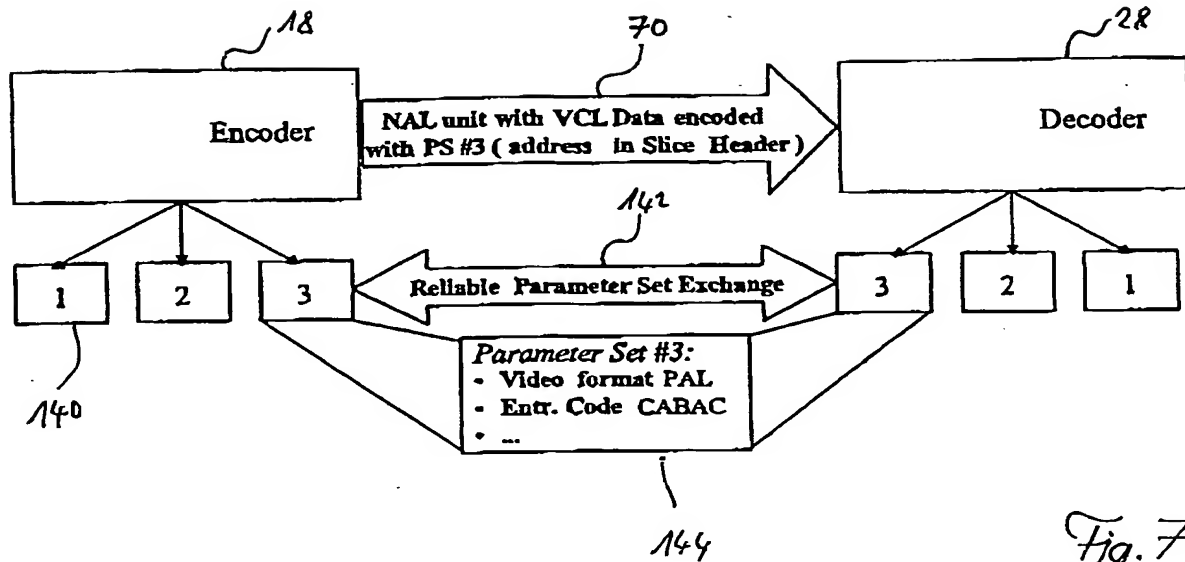 18
70
28
Encoder
NAL unit with VCL Data encoded
with PS #3 ( address in Slice Header )
Decoder
142
1
2
3
Reliable Parameter Set Exchange
3
2
1
140
Parameter Set #3:
- Video format PAL
- Entr. Code CABAC
- ...
144
Fig. 7